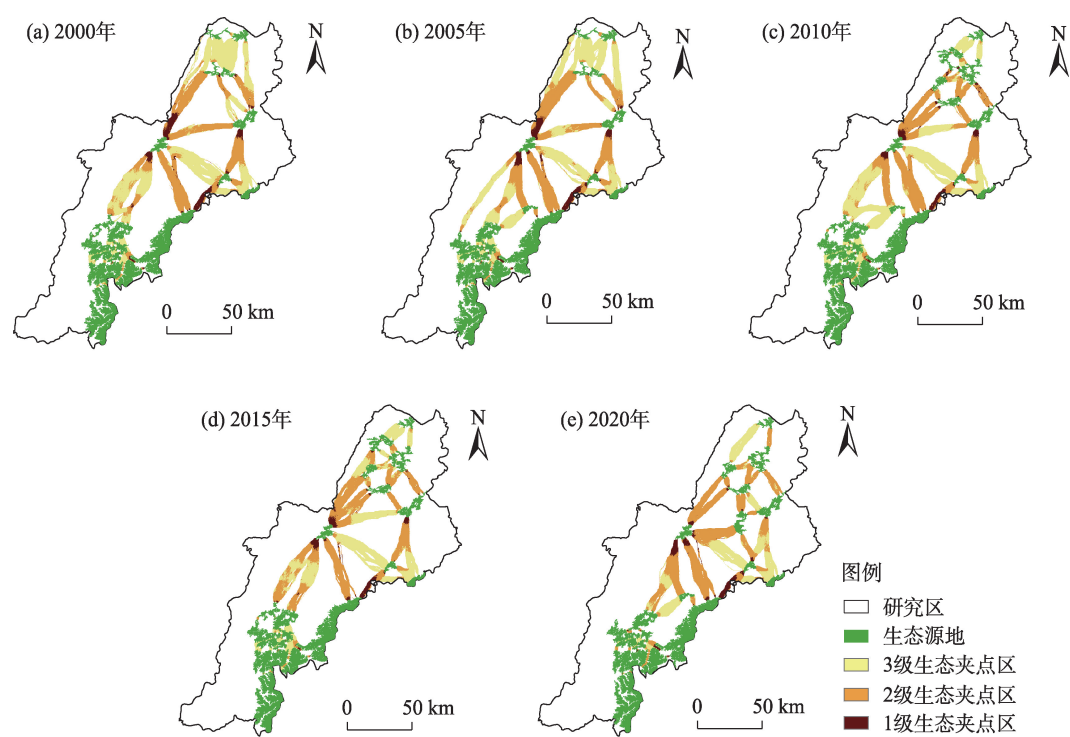 (a) 2000年
N
(b) 2005年
N
(c) 2010年
N
0 50 km
0 50 km
0 50 km
(d) 2015年
N
(e) 2020年
N
0 50 km
0 50 km
图例
研究区
生态源地
3级生态夹点区
2级生态夹点区
1级生态夹点区